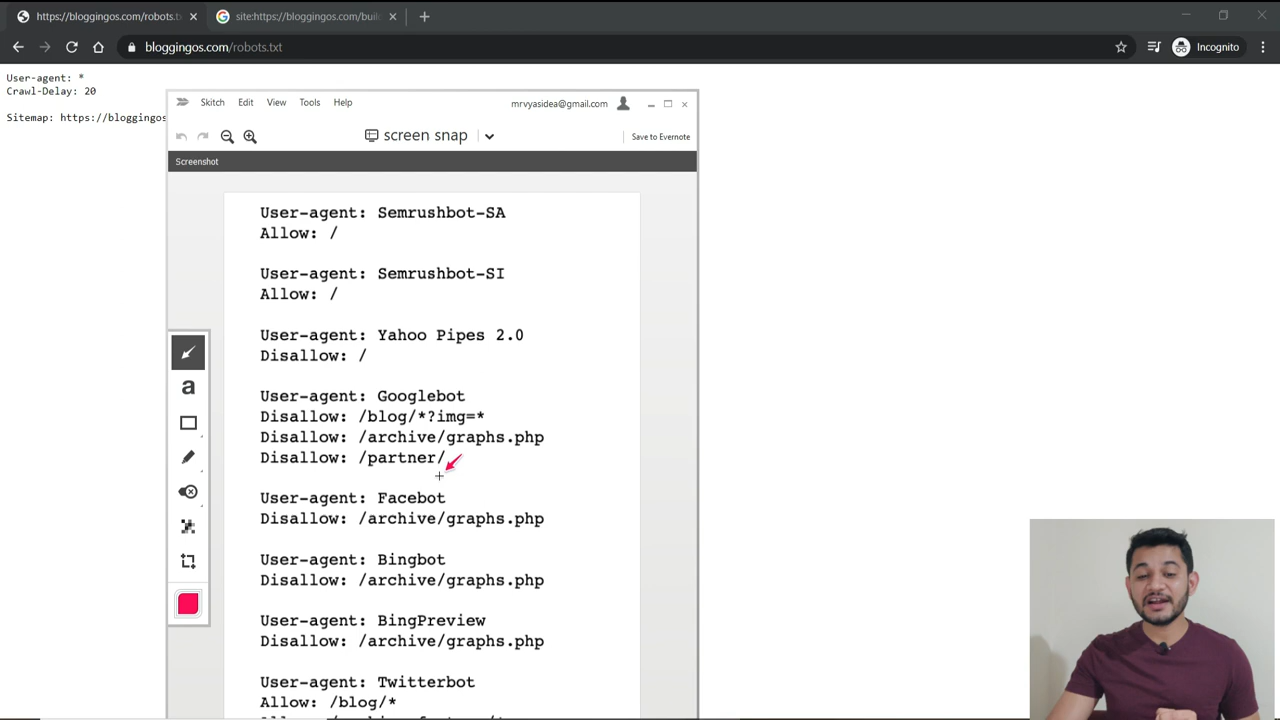 https://bloggingos.com/robots.tx
site:https://bloggingos.com/buil
bloggingos.com/robots.txt
Incognito
User-agent: *
Crawl-Delay: 20
Sitemap: https://bloggingos
Skitch Edit View Tools Help
mrvyasidea@gmail.com
screen snap
Save to Evernote
Screenshot
User-agent: Semrushbot-SA
Allow: /
User-agent: Semrushbot-SI
Allow: /
User-agent: Yahoo Pipes 2.0
Disallow: /
User-agent: Googlebot
Disallow: /blog/*?img=*
Disallow: /archive/graphs.php
Disallow: /partner/
User-agent: Facebot
Disallow: /archive/graphs.php
User-agent: Bingbot
Disallow: /archive/graphs.php
User-agent: BingPreview
Disallow: /archive/graphs.php
User-agent: Twitterbot
Allow: /blog/*
a